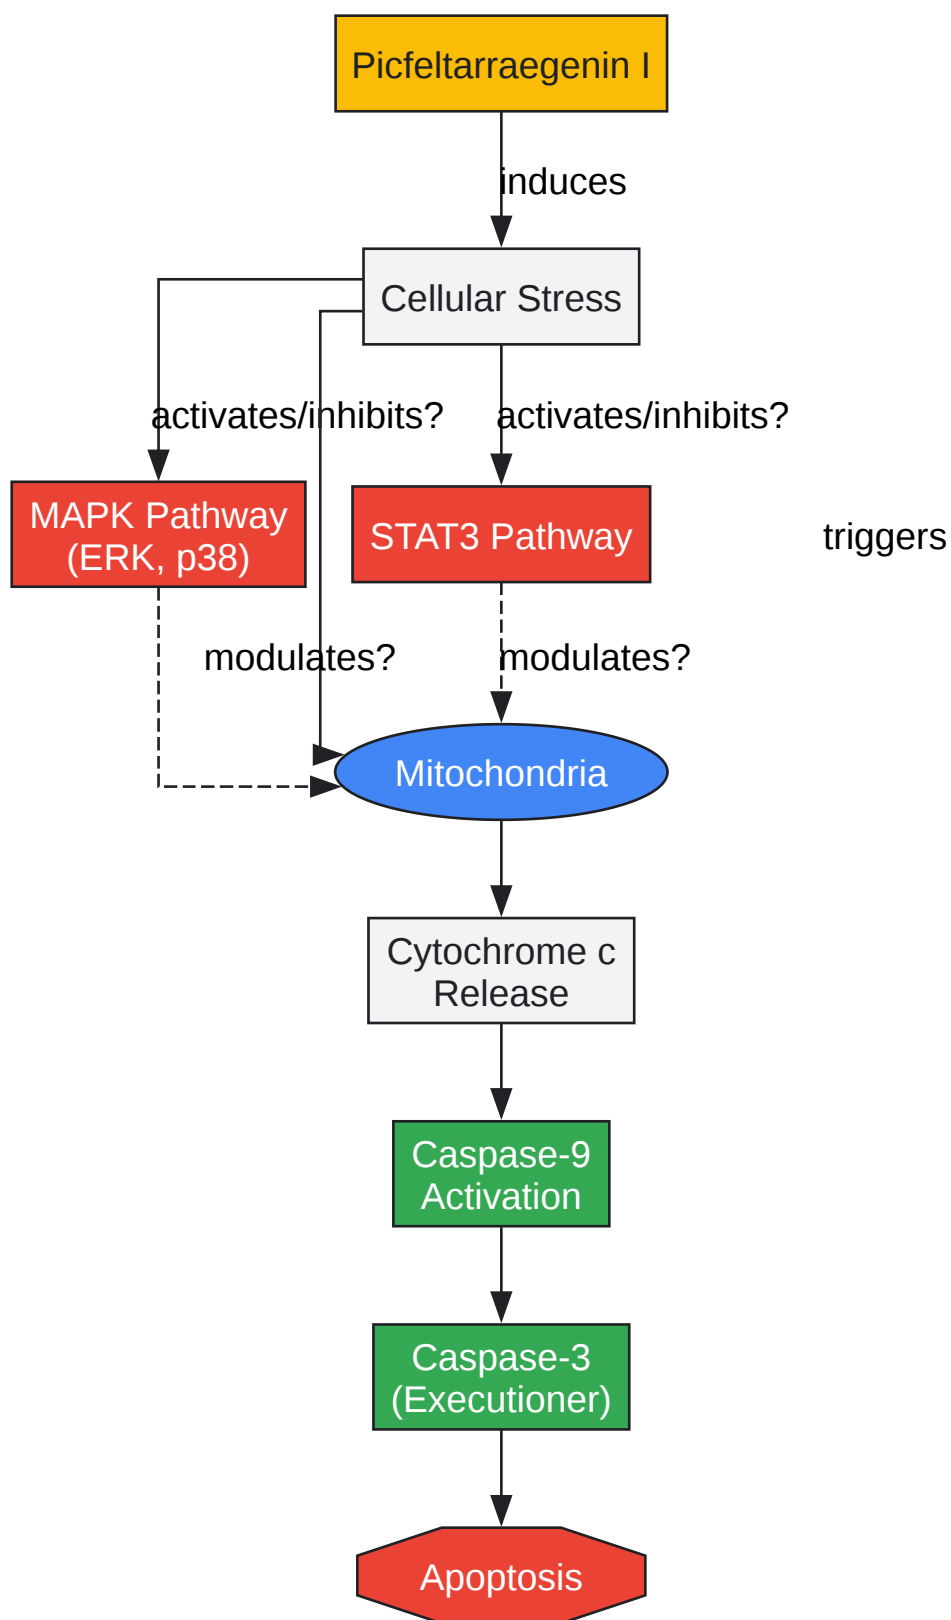 Picfeltarraegenin I
induces
Cellular Stress
activates/inhibits?
activates/inhibits?
MAPK Pathway
(ERK, p38)
STAT3 Pathway
triggers
modulates?
modulates?
Mitochondria
Cytochrome c
Release
Caspase-9
Activation
Caspase-3
(Executioner)
Apoptosis